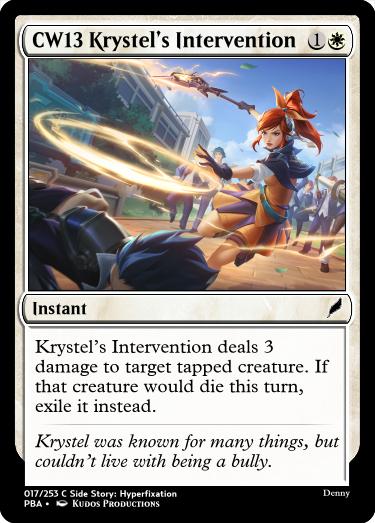 CW13 Krystel's Intervention 1
Instant
Krystel's Intervention deals 3
damage to target tapped creature. If
that creature would die this turn,
exile it instead.
Krystel was known for many things, but
couldn't live with being a bully.
017/253 C Side Story: Hyperfixation Denny
PBA • Kudos Productions